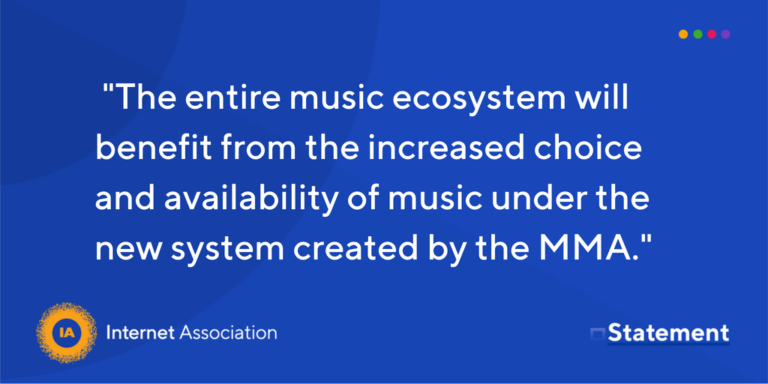 "The entire music ecosystem will
benefit from the increased choice
and availability of music under the
new system created by the MMA."
IA
Internet Association
Statement